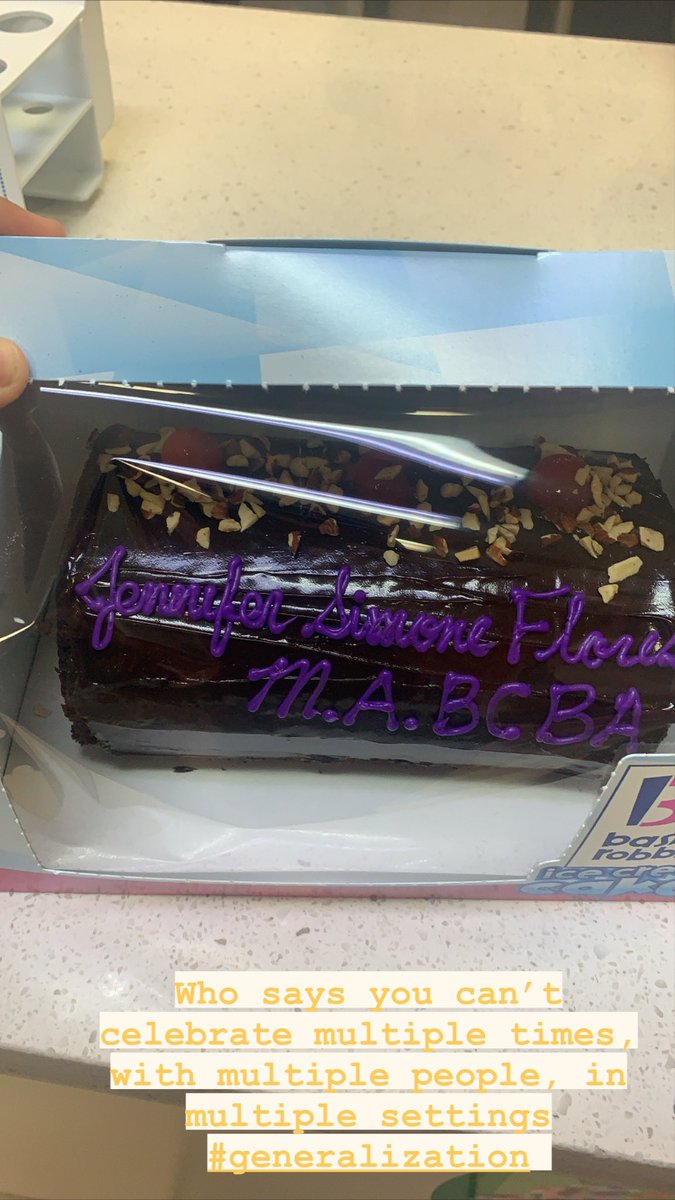 Jennifer Simone Flores
M.A. BCBA
Who says you can’t
celebrate multiple times,
with multiple people, in
multiple settings
#generalization